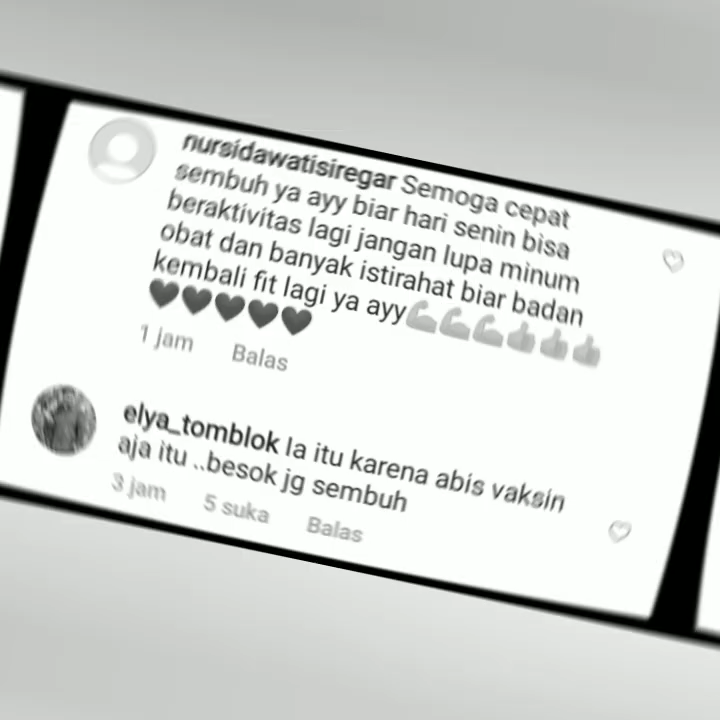 nursidawatisiregar Semoga cepat
sembuh ya ayy biar hari senin bisa
beraktivitas lagi jangan lupa minum
obat dan banyak istirahat biar badan
kembali fit lagi ya ayy💪💪💪👍👍👍
🖤🖤🖤🖤🖤
1 jam Balas
elya_tomblok Ia itu karena abis vaksin
aja itu ..besok jg sembuh
3 jam 5 suka Balas